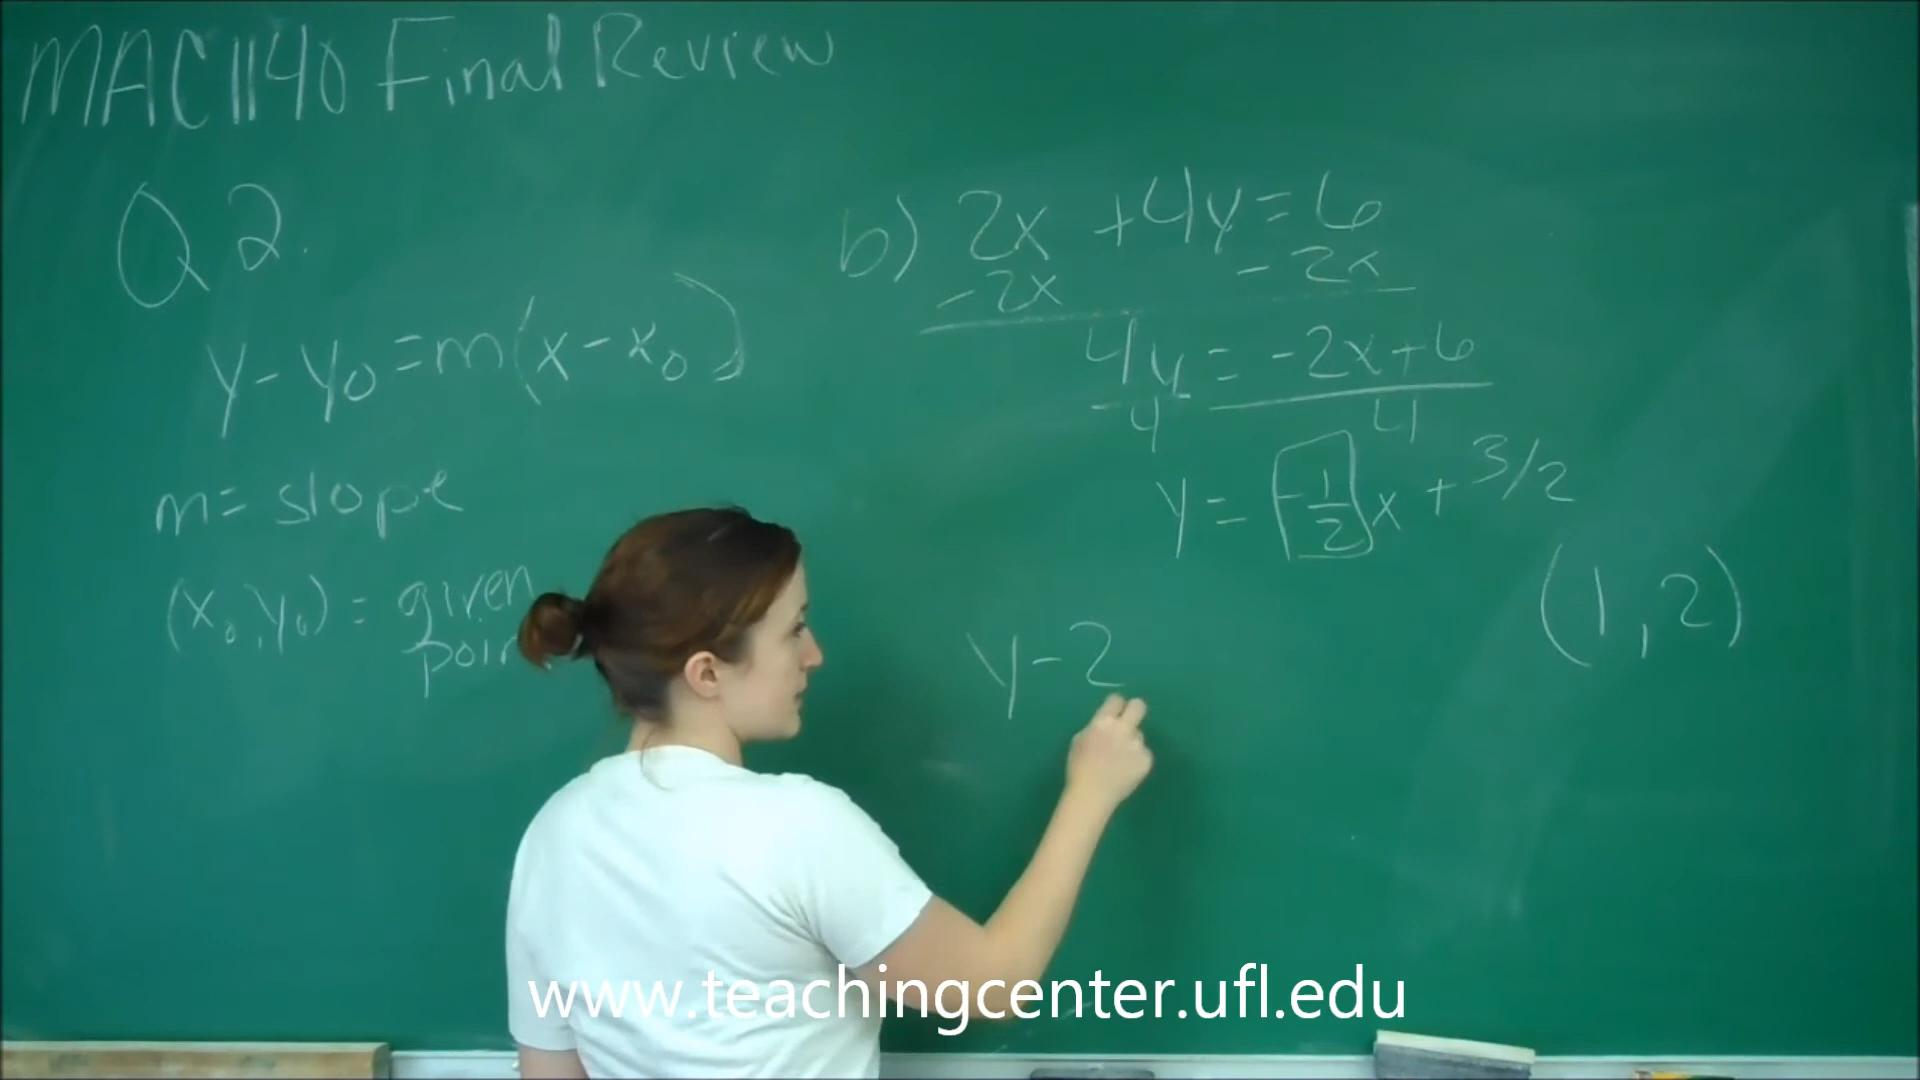 MAC1140 Final Review
Q2.
y - y₀ = m(x - x₀)
m = slope
(x₀, y₀) = given
b) 2x + 4y = 6
-2x - 2x
4y = -2x + 6
4 4
y = -1/2 x + 3/2
(1, 2)
y - 2
www.teachingcenter.ufl.edu